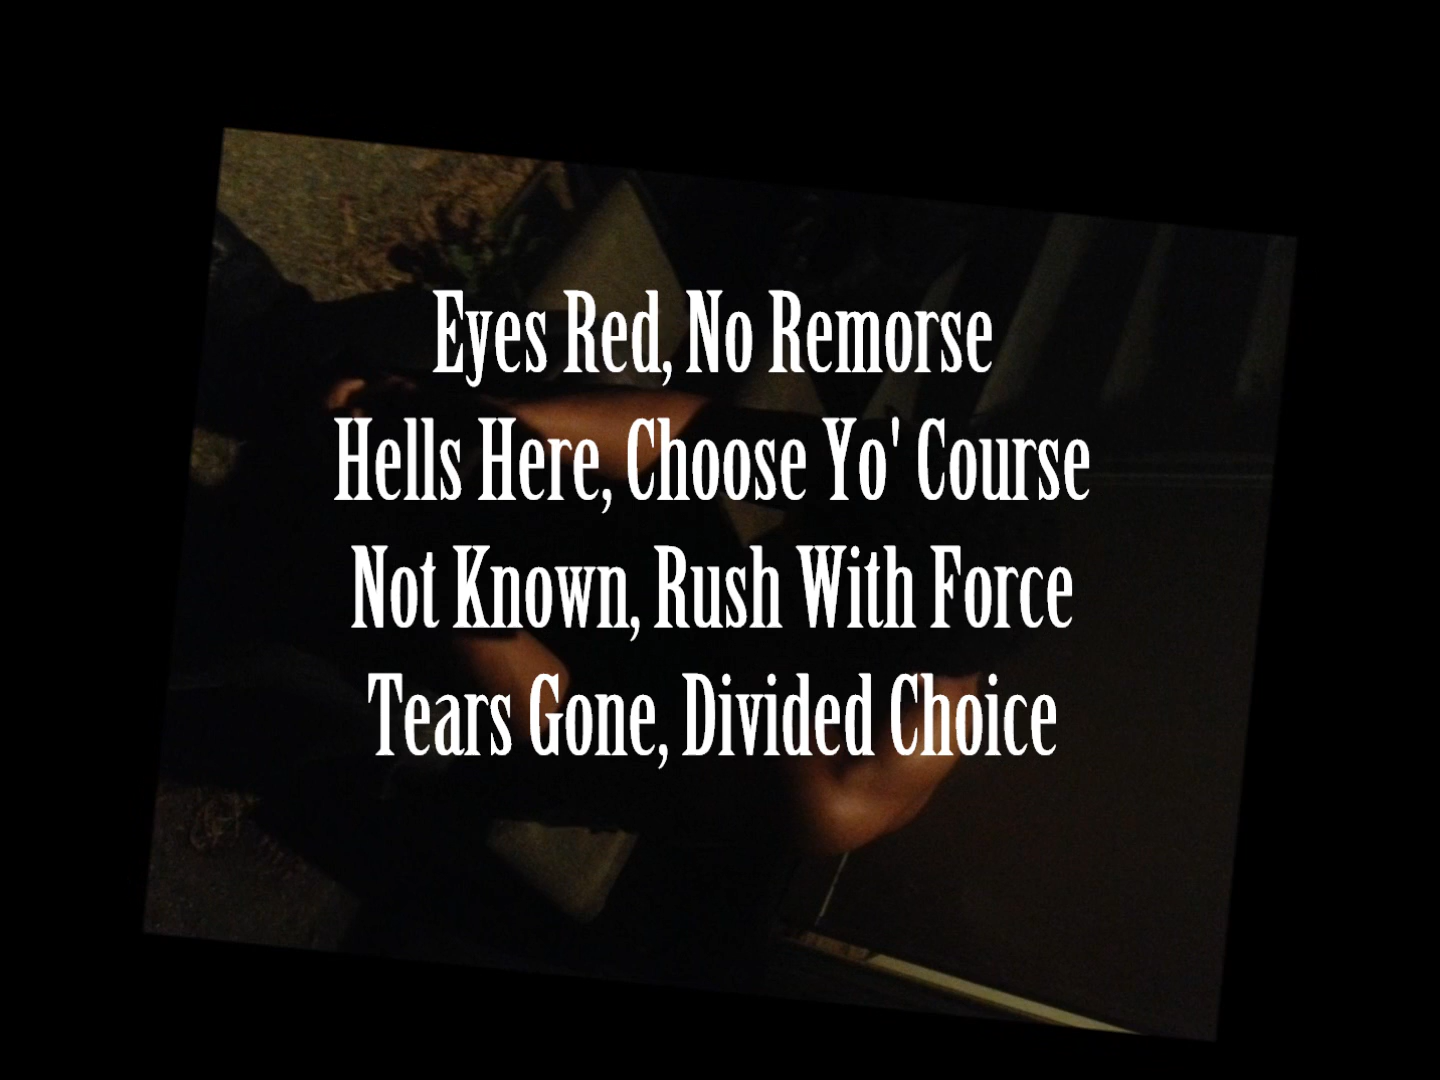 Eyes Red, No Remorse
Hells Here, Choose Yo' Course
Not Known, Rush With Force
Tears Gone, Divided Choice